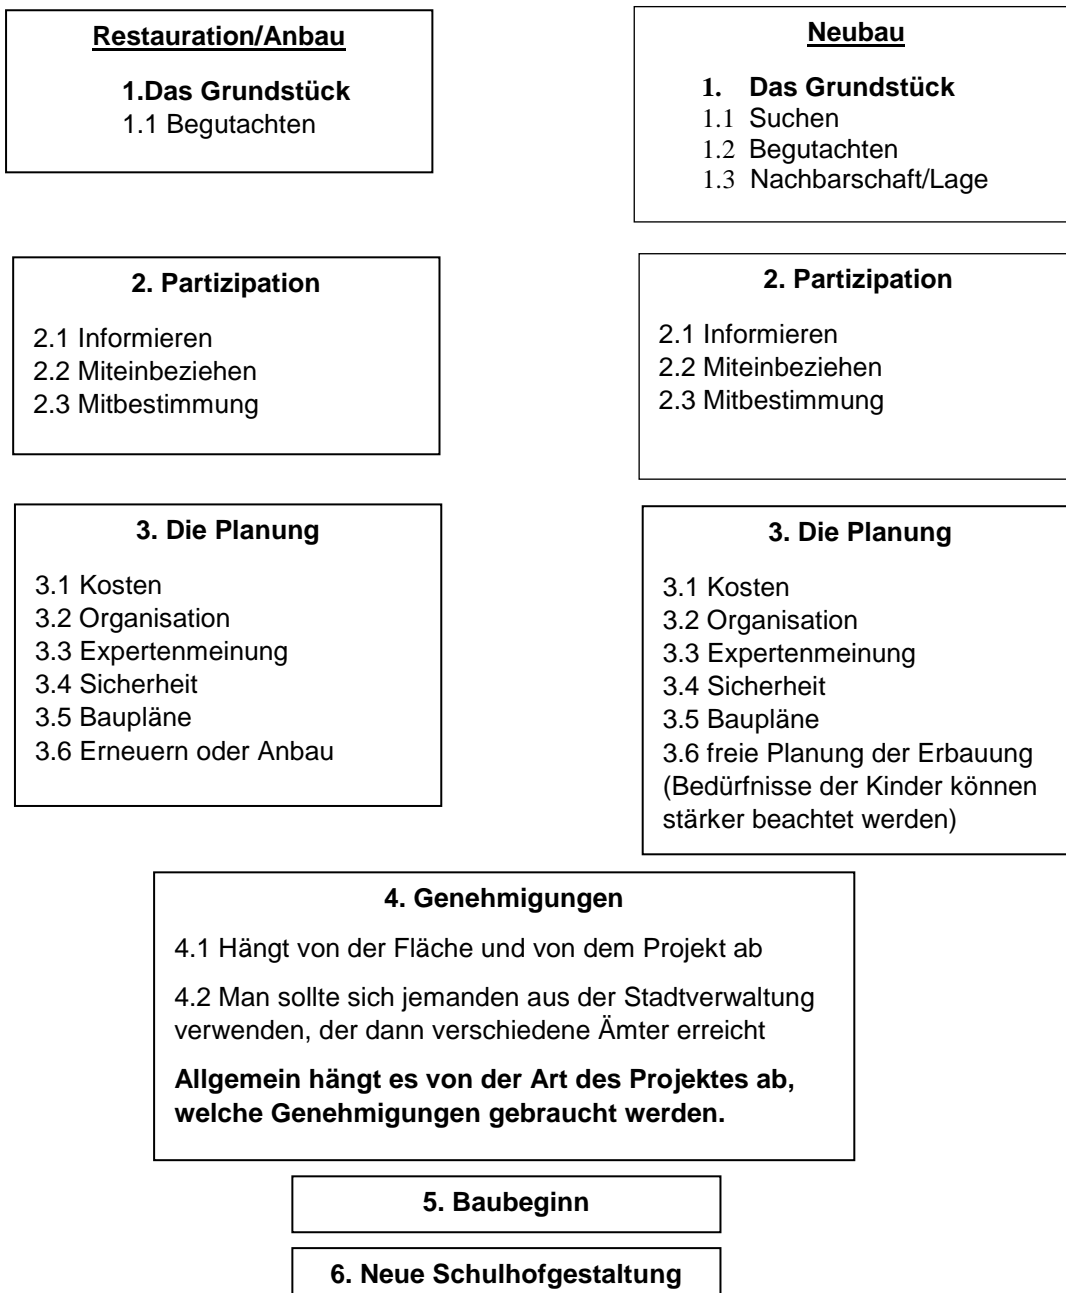 Restauration/Anbau
1.Das Grundstück
1.1 Begutachten
Neubau
1. Das Grundstück
1.1 Suchen
1.2 Begutachten
1.3 Nachbarschaft/Lage
2. Partizipation
2.1 Informieren
2.2 Miteinbeziehen
2.3 Mitbestimmung
2. Partizipation
2.1 Informieren
2.2 Miteinbeziehen
2.3 Mitbestimmung
3. Die Planung
3.1 Kosten
3.2 Organisation
3.3 Expertenmeinung
3.4 Sicherheit
3.5 Baupläne
3.6 Erneuern oder Anbau
3. Die Planung
3.1 Kosten
3.2 Organisation
3.3 Expertenmeinung
3.4 Sicherheit
3.5 Baupläne
3.6 freie Planung der Erbauung
(Bedürfnisse der Kinder können
stärker beachtet werden)
4. Genehmigungen
4.1 Hängt von der Fläche und von dem Projekt ab
4.2 Man sollte sich jemanden aus der Stadtverwaltung
verwenden, der dann verschiedene Ämter erreicht
Allgemein hängt es von der Art des Projektes ab,
welche Genehmigungen gebraucht werden.
5. Baubeginn
6. Neue Schulhofgestaltung